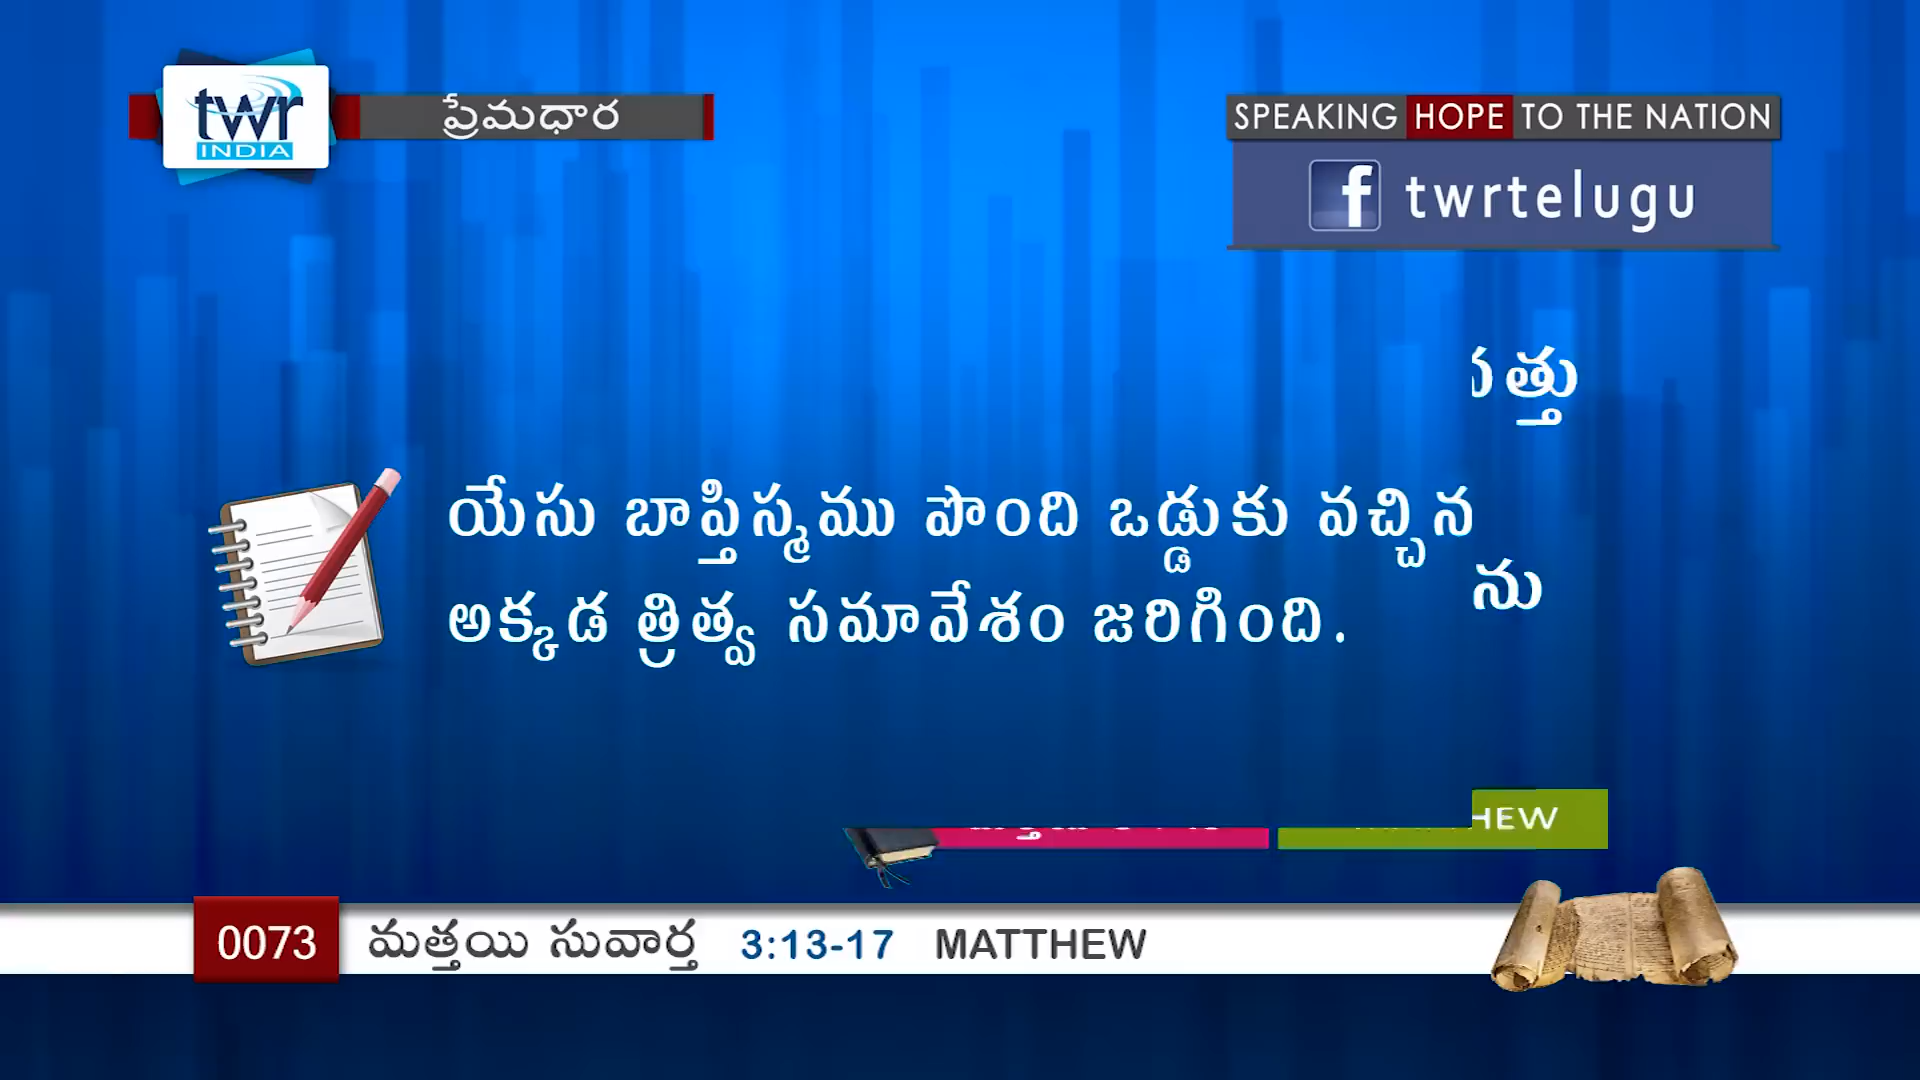 twr
INDIA
ప్రేమధార
SPEAKING HOPE TO THE NATION
f twrtelugu
యేసు బాప్తిస్మము పొంది ఒడ్డుకు వచ్చిన
ను
అక్కడ త్రిత్వ సమావేశం జరిగింది.
0073 మత్తయి సువార్త 3:13-17 MATTHEW